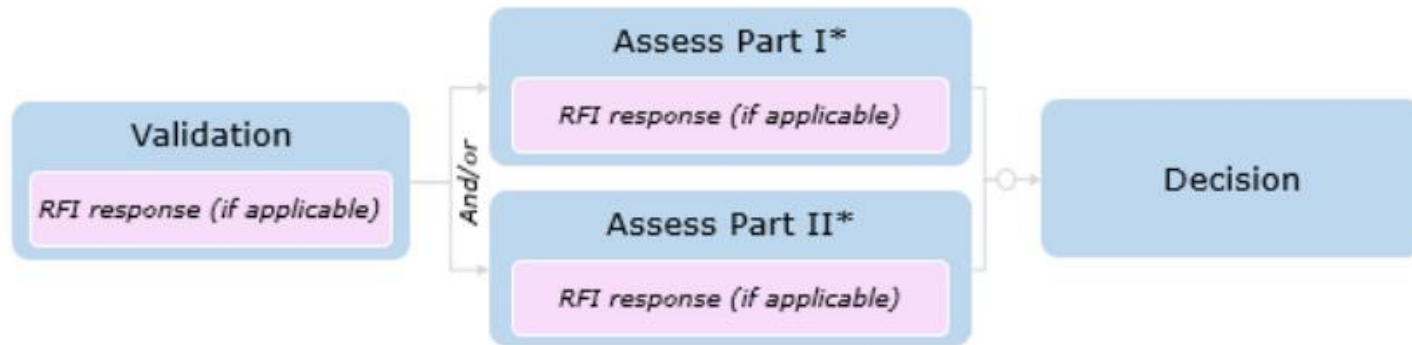 Validation
RFI response (if applicable)
And/or
Assess Part I*
RFI response (if applicable)
Assess Part II*
RFI response (if applicable)
Decision